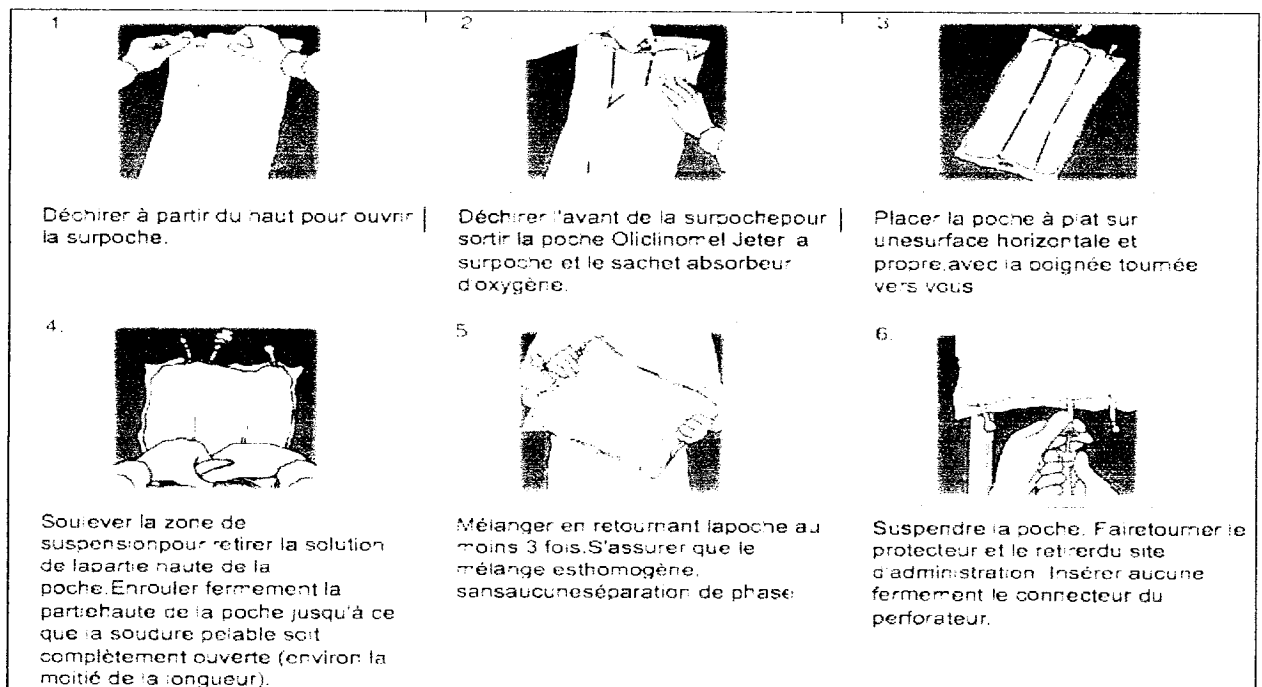 1
Déchirer à partir du haut pour ouvrir
la surpoche.
2
Déchirer l'avant de la surpochepour
sortir la poche Oliclinomel Jeter la
surpoche et le sachet absorbeur
d'oxygène.
3
Placer la poche à plat sur
unesurface horizontale et
propre,avec la poignée tournée
vers vous
4.
Soulever la zone de
suspensionpour retirer la solution
de lapartie haute de la
poche.Enrouler fermement la
partiehaute de la poche jusqu'à ce
que la soudure pelable soit
complètement ouverte (environ la
moitié de la longueur).
5.
Mélanger en retournant lapoche au
moins 3 fois.S'assurer que le
mélange esthomogène,
sansaucuneséparation de phase
6.
Suspendre la poche. Fairetourner le
protecteur et le retirerdu site
d'administration Insérer aucune
fermement le connecteur du
perforateur.